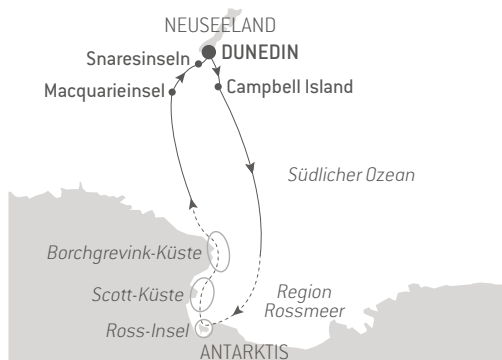 NEUSEELAND
DUNEDIN
Snaresinseln
Macquarieinsel
Campbell Island
Südlicher Ozean
Borchgrevink-Küste
Scott-Küste
Region
Rossmeer
Ross-Insel
ANTARKTIS